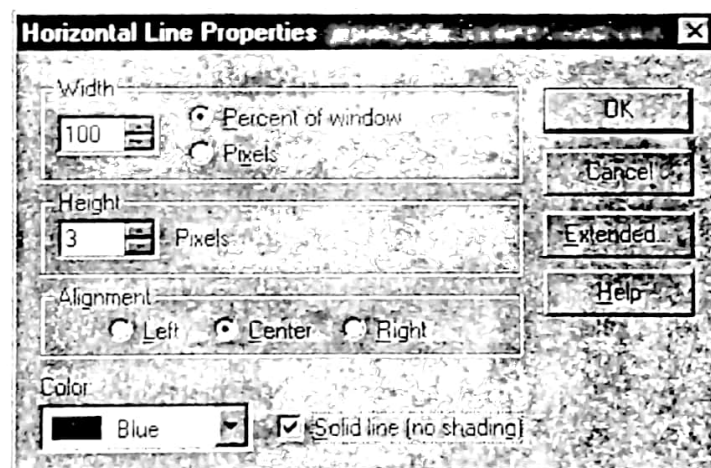 Horizontal Line Properties
Width
100
Percent of window
Pixels
OK
Cancel
Height
3 Pixels
Extended...
Help
Alignment
Left Center Right
Color
Blue
Solid line (no shading)